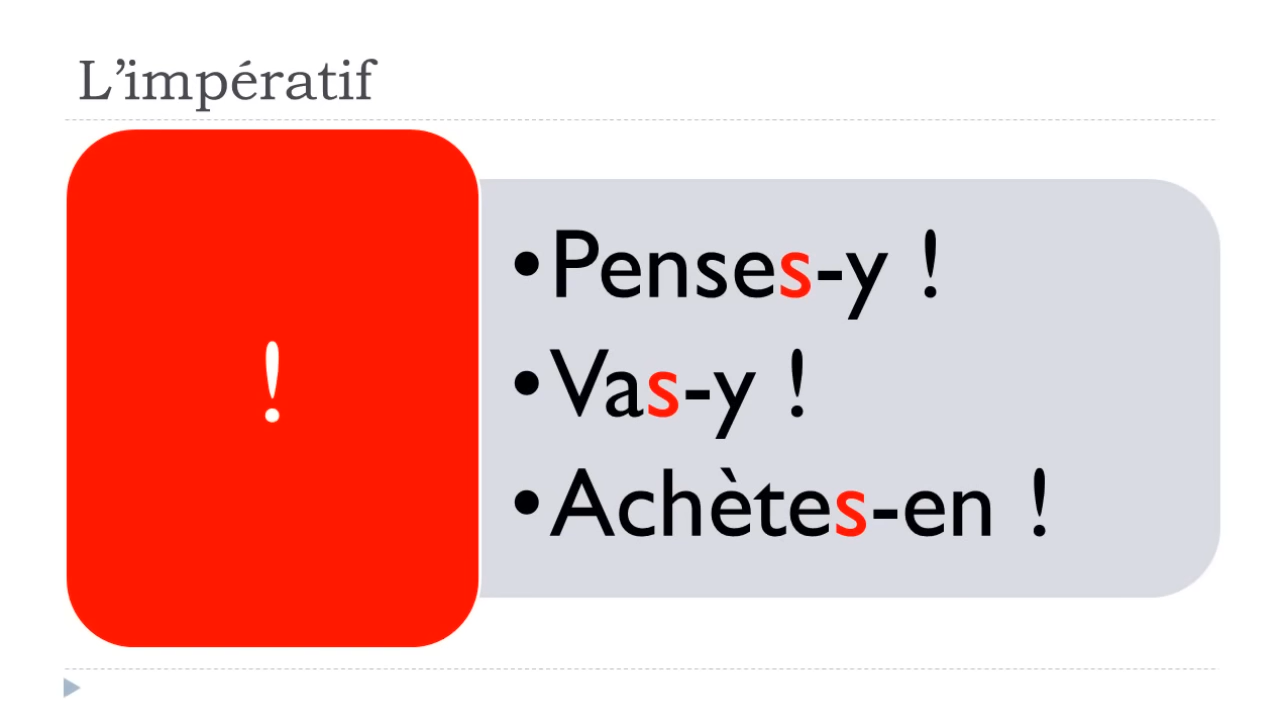 L’impératif
!
•Penses-y !
•Vas-y !
•Achètes-en !